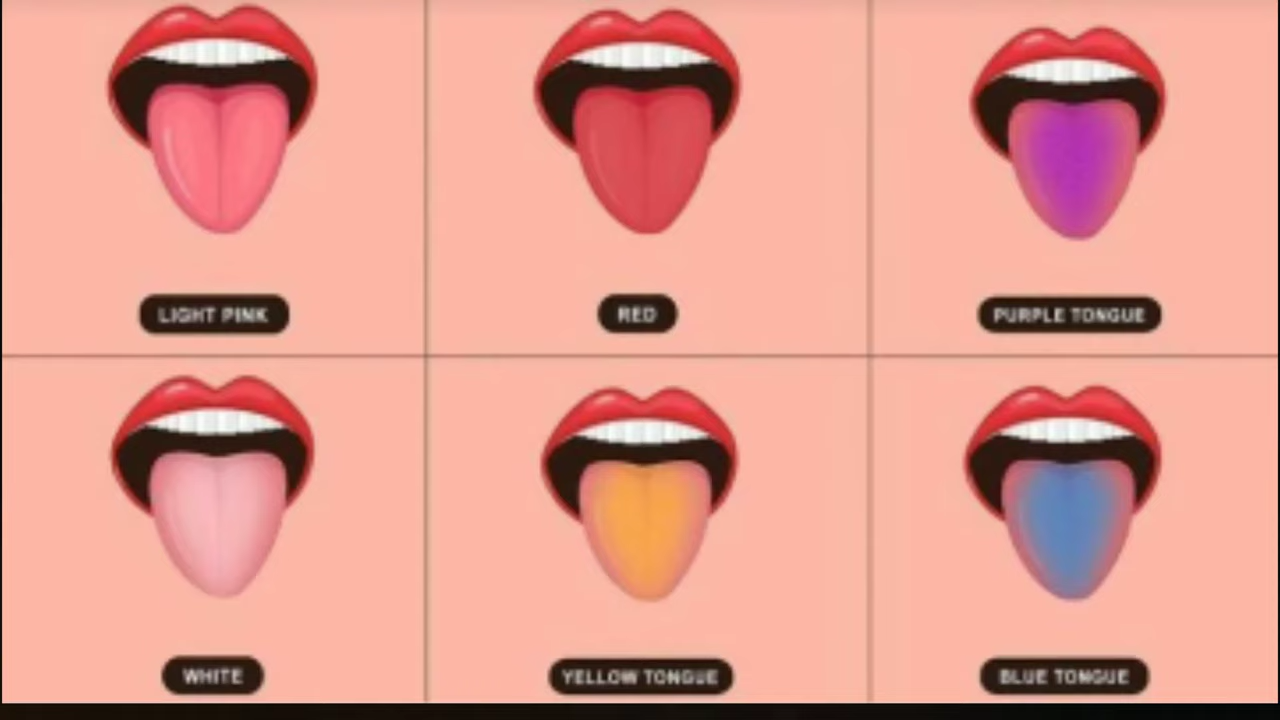 LIGHT PINK
RED
PURPLE TONGUE
WHITE
YELLOW TONGUE
BLUE TONGUE